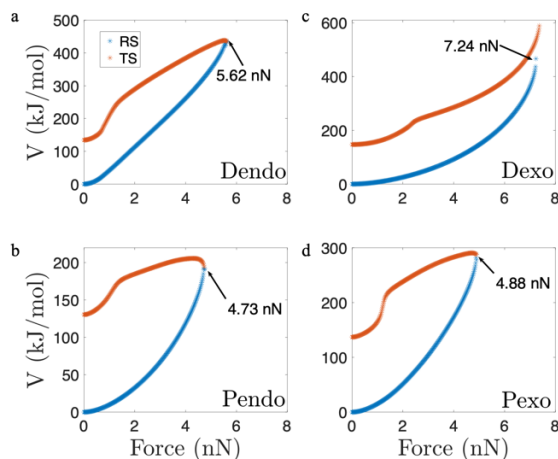 a
500
400
300
200
100
0
V (kJ/mol)
RS
TS
5.62 nN
Dendo
0 2 4 6 8
c
600
400
200
0
7.24 nN
Dexo
0 2 4 6 8
b
200
150
100
50
0
V (kJ/mol)
4.73 nN
Pendo
0 2 4 6 8
Force (nN)
d
300
200
100
0
4.88 nN
Pexo
0 2 4 6 8
Force (nN)